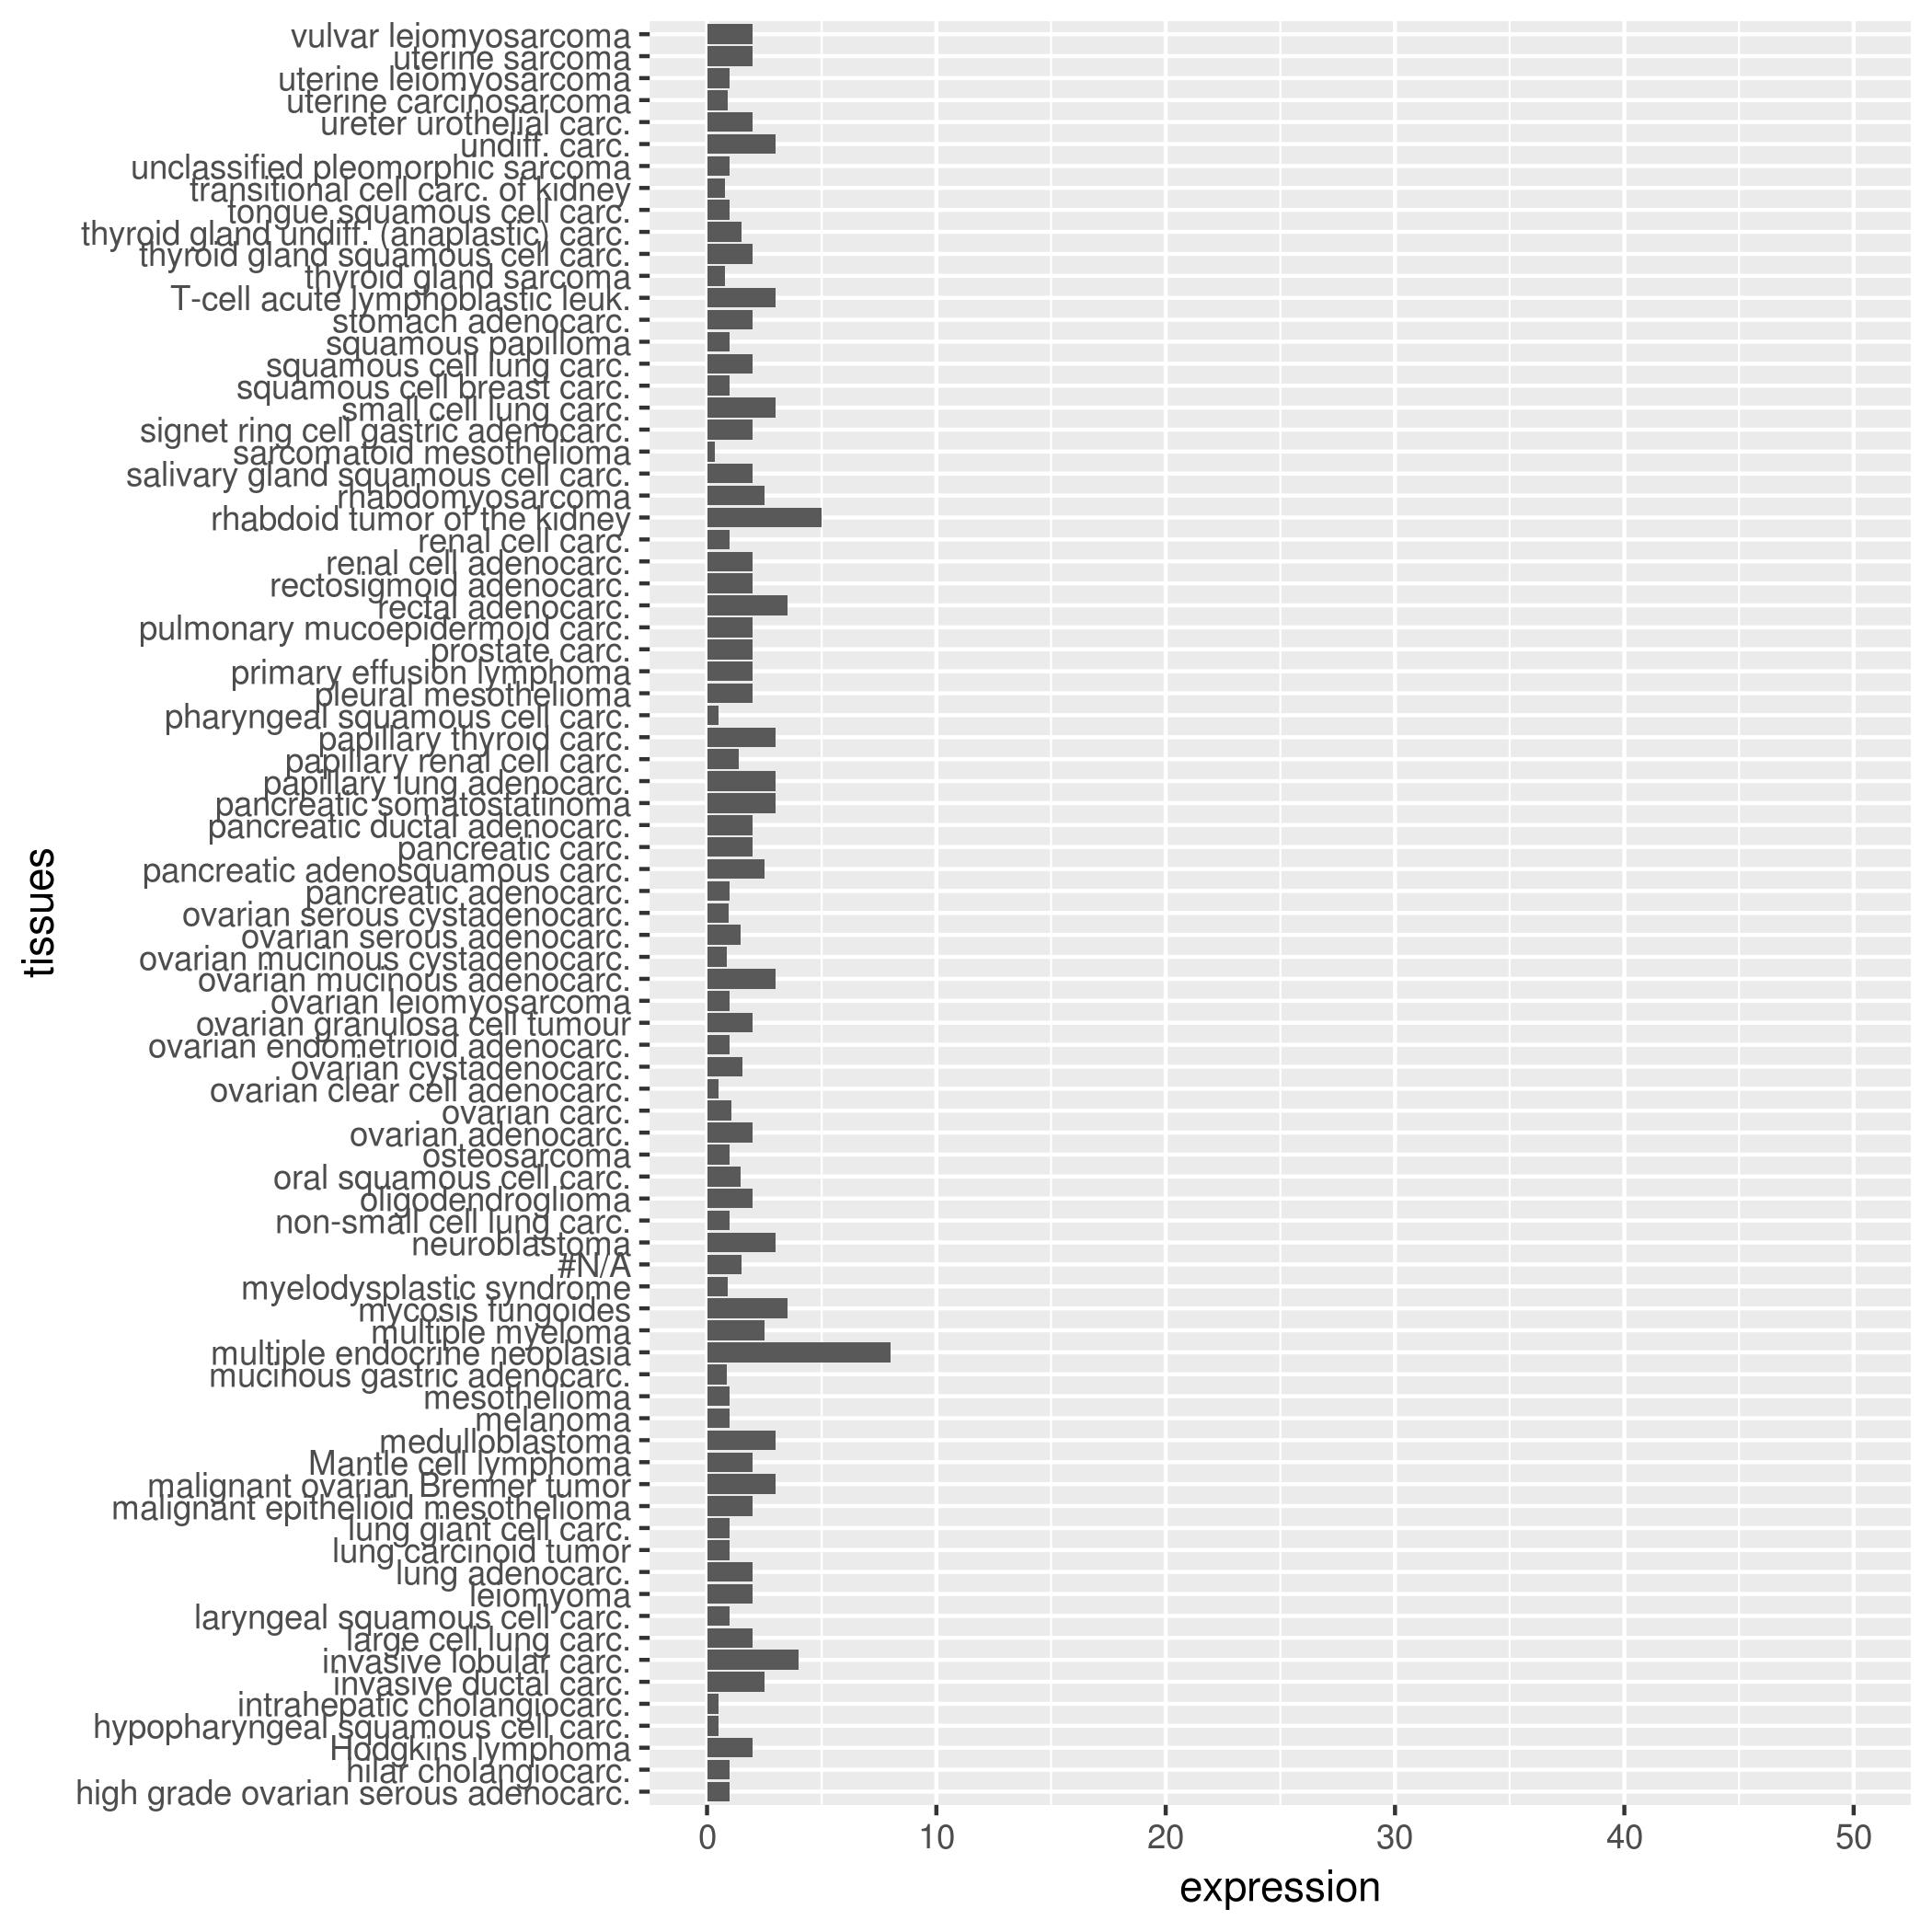 vulvar leiomyosarcoma
uterine sarcoma
uterine leiomyosarcoma
uterine carcinosarcoma
ureter urothelial carc.
undiff. carc.
unclassified pleomorphic sarcoma
transitional cell carc. of kidney
tongue squamous cell carc.
thyroid gland undiff. (anaplastic) carc.
thyroid gland squamous cell carc.
thyroid gland sarcoma
T-cell acute lymphoblastic leuk.
stomach adenocarc.
squamous papilloma
squamous cell lung carc.
squamous cell breast carc.
small cell lung carc.
signet ring cell gastric adenocarc.
sarcomatoid mesothelioma
salivary gland squamous cell carc.
rhabdomyosarcoma
rhabdoid tumor of the kidney
renal cell carc.
renal cell adenocarc.
rectosigmoid adenocarc.
rectal adenocarc.
pulmonary mucoepidermoid carc.
prostate carc.
primary effusion lymphoma
pleural mesothelioma
pharyngeal squamous cell carc.
papillary thyroid carc.
papillary renal cell carc.
papillary lung adenocarc.
pancreatic somatostatinoma
pancreatic ductal adenocarc.
pancreatic carc.
pancreatic adenosquamous carc.
pancreatic adenocarc.
ovarian serous cystadenocarc.
ovarian serous adenocarc.
ovarian mucinous cystadenocarc.
ovarian mucinous adenocarc.
ovarian leiomyosarcoma
ovarian granulosa cell tumour
ovarian endometrioid adenocarc.
ovarian cystadenocarc.
ovarian clear cell adenocarc.
ovarian carc.
ovarian adenocarc.
osteosarcoma
oral squamous cell carc.
oligodendroglioma
non-small cell lung carc.
neuroblastoma
#N/A
myelodysplastic syndrome
mycosis fungoides
multiple myeloma
multiple endocrine neoplasia
mucinous gastric adenocarc.
mesothelioma
melanoma
medulloblastoma
Mantle cell lymphoma
malignant ovarian Brenner tumor
malignant epithelioid mesothelioma
lung giant cell carc.
lung carcinoid tumor
lung adenocarc.
leiomyoma
laryngeal squamous cell carc.
large cell lung carc.
invasive lobular carc.
invasive ductal carc.
intrahepatic cholangiocarc.
hypopharyngeal squamous cell carc.
Hodgkins lymphoma
hilar cholangiocarc.
high grade ovarian serous adenocarc.
tissues
0 10 20 30 40 50
expression